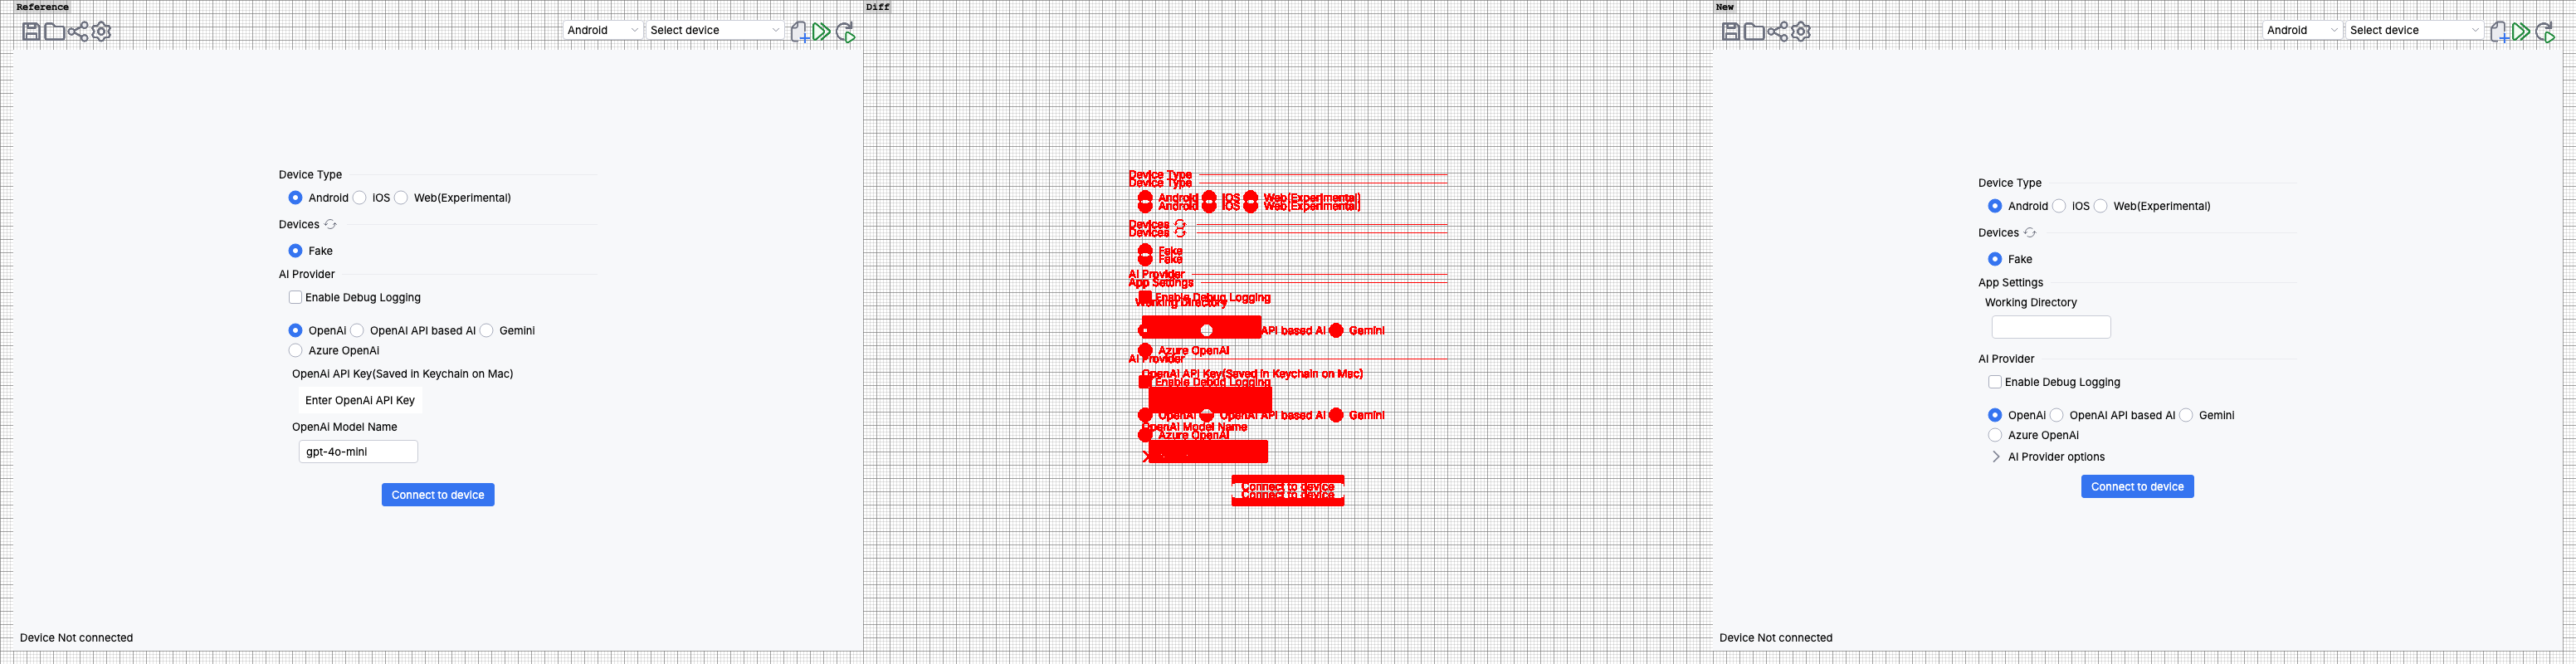 Reference
Android
Select device
Device Type
Android
IOS
Web(Experimental)
Devices
Fake
AI Provider
Enable Debug Logging
OpenAi
OpenAI API based AI
Gemini
Azure OpenAi
OpenAi API Key(Saved in Keychain on Mac)
Enter OpenAi API Key
OpenAi Model Name
gpt-4o-mini
Connect to device
Device Not connected
Diff
Device Type
Device Type
Android IOS Web(Experimental)
Android IOS Web(Experimental)
Devices
Devices
Fake
Fake
AI Provider
App Settings
Enable Debug Logging
Working Directory
API based AI Gemini
Azure OpenAi
AI Provider
OpenAi API Key(Saved in Keychain on Mac)
Enable Debug Logging
OpenAi OpenAI API based AI Gemini
OpenAi Model Name
Azure OpenAi
Connect to device
Connect to device
New
Android
Select device
Device Type
Android
IOS
Web(Experimental)
Devices
Fake
App Settings
Working Directory
AI Provider
Enable Debug Logging
OpenAi
OpenAI API based AI
Gemini
Azure OpenAi
AI Provider options
Connect to device
Device Not connected